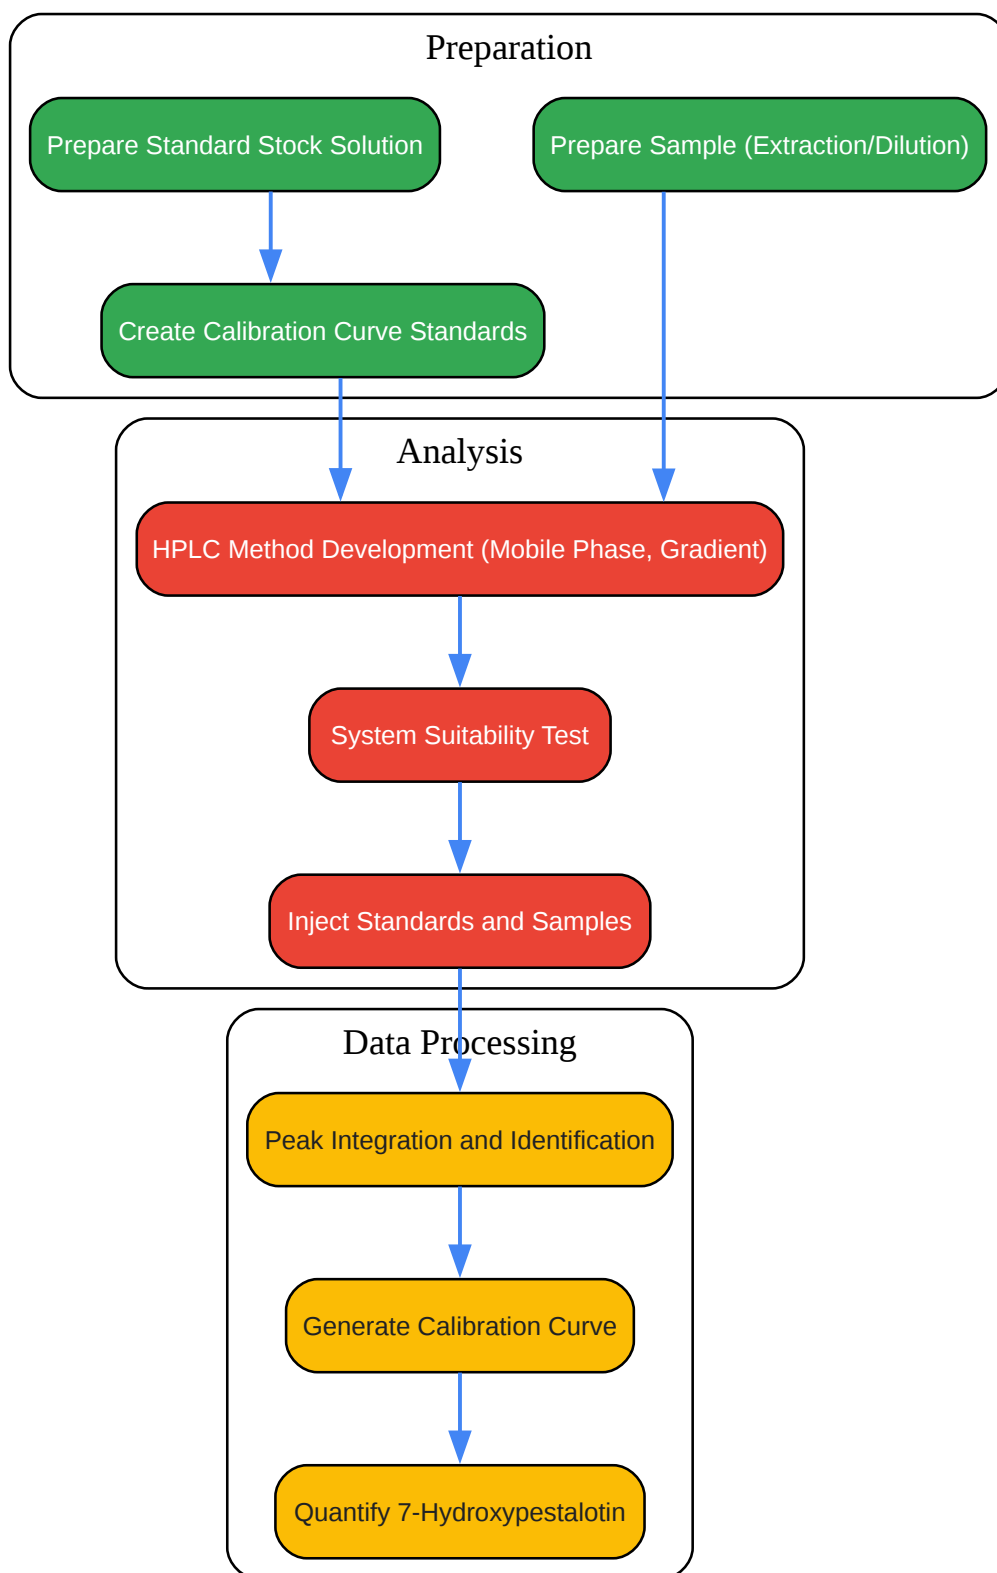 Preparation
Prepare Standard Stock Solution
Prepare Sample (Extraction/Dilution)
Create Calibration Curve Standards
Analysis
HPLC Method Development (Mobile Phase, Gradient)
System Suitability Test
Inject Standards and Samples
Data Processing
Peak Integration and Identification
Generate Calibration Curve
Quantify 7-Hydroxypestalotin